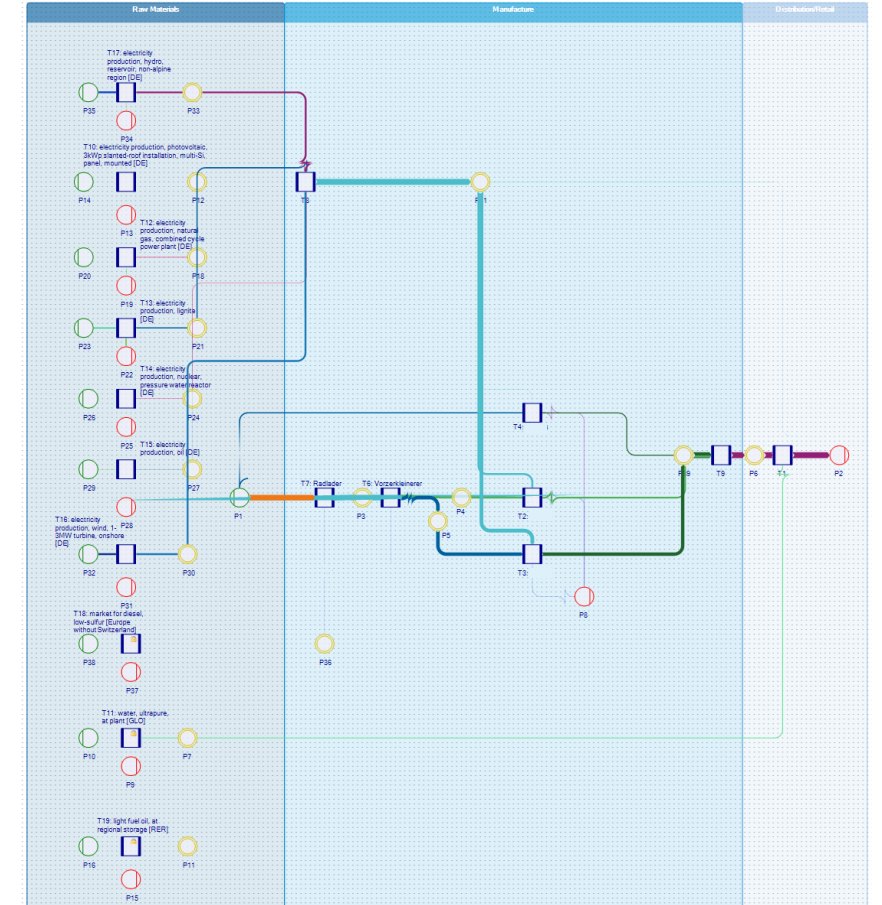 Raw Materials
Manufacture
Distribution/Retail
T17: electricity
production, hydro,
reservoir, non-alpine
region [DE]
P35
P33
P34
T10: electricity production, photovoltaic,
3kWp slanted-roof installation, multi-Si,
panel, mounted [DE]
P14
P12
P13
T12: electricity
production, natural
gas, combined cycle
power plant [DE]
P20
P18
P19
T13: electricity
production, lignite
[DE]
P23
P21
P22
T14: electricity
production, nuclear,
pressure water reactor
[DE]
P26
P24
P25
T15: electricity
production, oil [DE]
P29
P27
P28
T16: electricity
production, wind, 1-
3MW turbine, onshore
[DE]
P32
P30
P31
T18: market for diesel,
low-sulfur [Europe
without Switzerland]
P38
P37
T11: water, ultrapure,
at plant [GLO]
P10
P7
P9
T19: light fuel oil, at
regional storage [RER]
P16
P11
P15
P1
T7: Radlader
T6: Vorzerkleinerer
P3
P4
P5
P36
T4:
T2:
T3:
T9
P6
P2